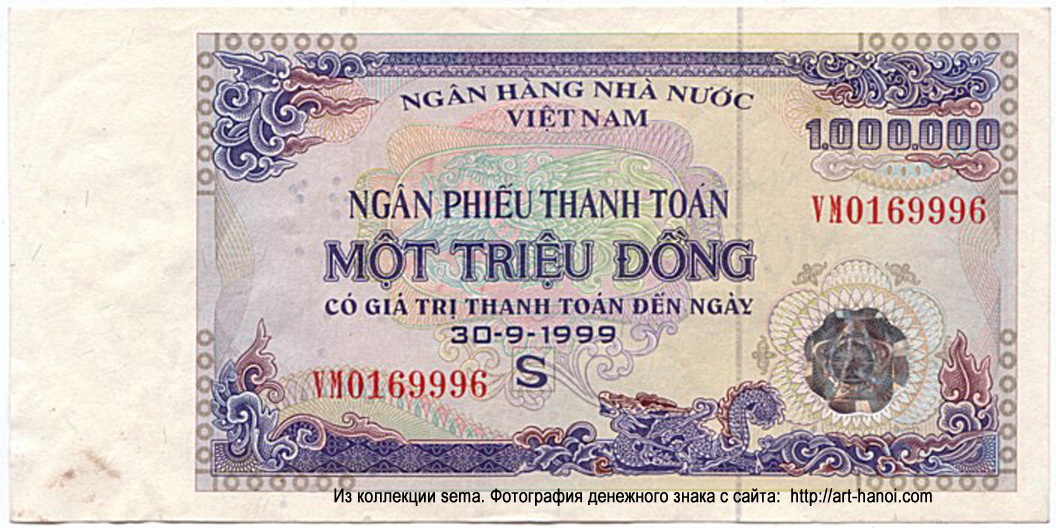 NGÂN HÀNG NHÀ NƯỚC
VIỆT NAM
1.000.000
NGÂN PHIẾU THANH TOÁN
VM0169996
MỘT TRIỆU ĐỒNG
CÓ GIÁ TRỊ THANH TOÁN ĐẾN NGÀY
30-9-1999
VM0169996 S
Из коллекции sema. Фотография денежного знака с сайта: http://art-hanoi.com